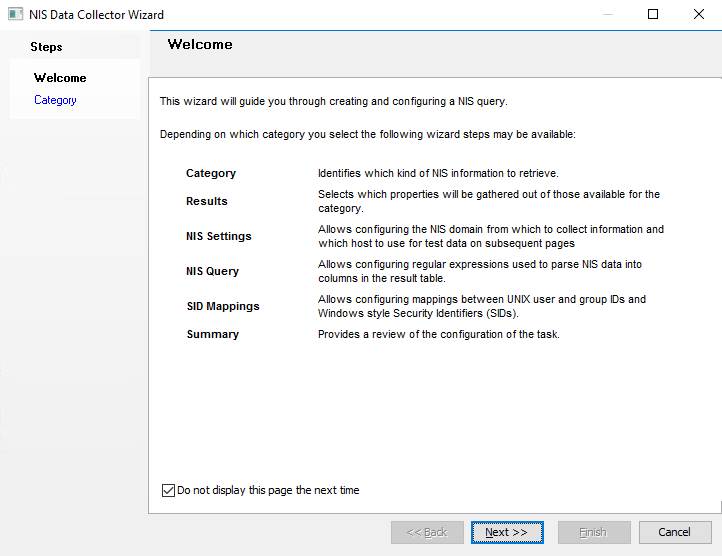 NIS Data Collector Wizard
Steps
Welcome
Category
Welcome
This wizard will guide you through creating and configuring a NIS query.
Depending on which category you select the following wizard steps may be available:
Category
Identifies which kind of NIS information to retrieve.
Results
Selects which properties will be gathered out of those available for the
category.
NIS Settings
Allows configuring the NIS domain from which to collect information and
which host to use for test data on subsequent pages
NIS Query
Allows configuring regular expressions used to parse NIS data into
columns in the result table.
SID Mappings
Allows configuring mappings between UNIX user and group IDs and
Windows style Security Identifiers (SIDs).
Summary
Provides a review of the configuration of the task.
Do not display this page the next time
<< Back
Next >>
Finish
Cancel